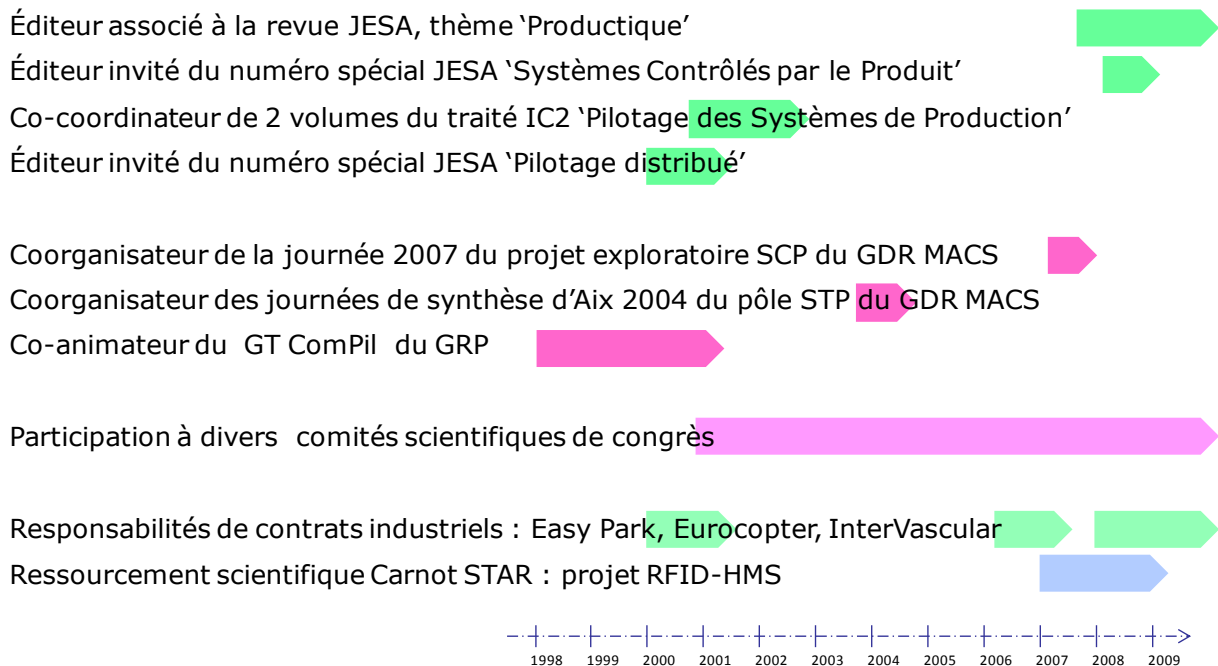 Éditeur associé à la revue JESA, thème ‘Productique’
Éditeur invité du numéro spécial JESA ‘Systèmes Contrôlés par le Produit’
Co-coordinateur de 2 volumes du traité IC2 ‘Pilotage des Systèmes de Production’
Éditeur invité du numéro spécial JESA ‘Pilotage distribué’
Coorganisateur de la journée 2007 du projet exploratoire SCP du GDR MACS
Coorganisateur des journées de synthèse d’Aix 2004 du pôle STP du GDR MACS
Co-animateur du GT ComPil du GRP
Participation à divers comités scientifiques de congrès
Responsabilités de contrats industriels : Easy Park, Eurocopter, InterVascular
Ressourcement scientifique Carnot STAR : projet RFID-HMS
1998 1999 2000 2001 2002 2003 2004 2005 2006 2007 2008 2009